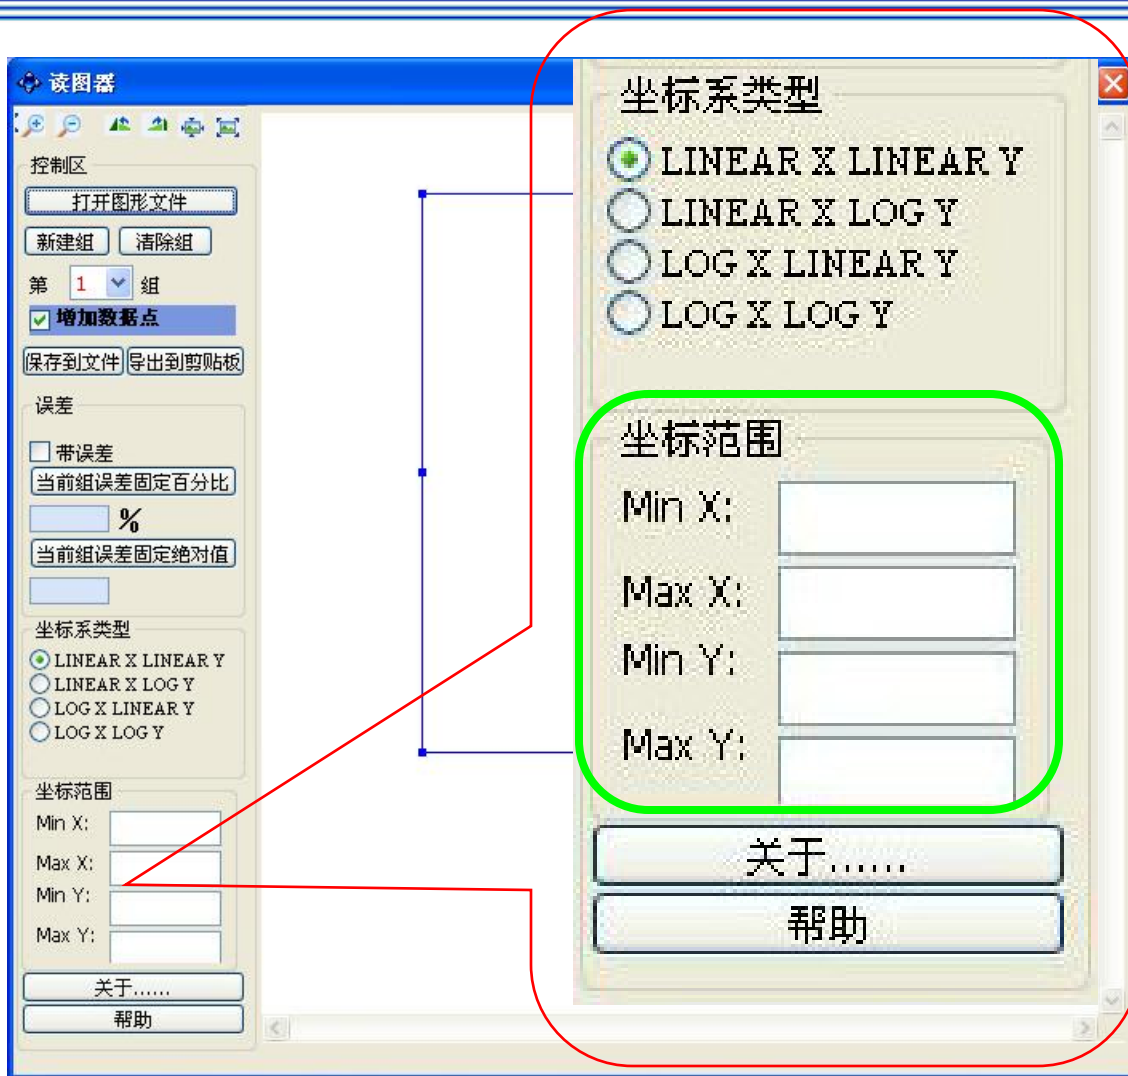 读图器
控制区
打开图形文件
新建组 清除组
第 1 组
增加数据点
保存到文件 导出到剪贴板
误差
带误差
当前组误差固定百分比
%
当前组误差固定绝对值
坐标系类型
LINEAR X LINEAR Y
LINEAR X LOG Y
LOG X LINEAR Y
LOG X LOG Y
坐标范围
Min X:
Max X:
Min Y:
Max Y:
关于......
帮助
坐标系类型
LINEAR X LINEAR Y
LINEAR X LOG Y
LOG X LINEAR Y
LOG X LOG Y
坐标范围
Min X:
Max X:
Min Y:
Max Y:
关于......
帮助